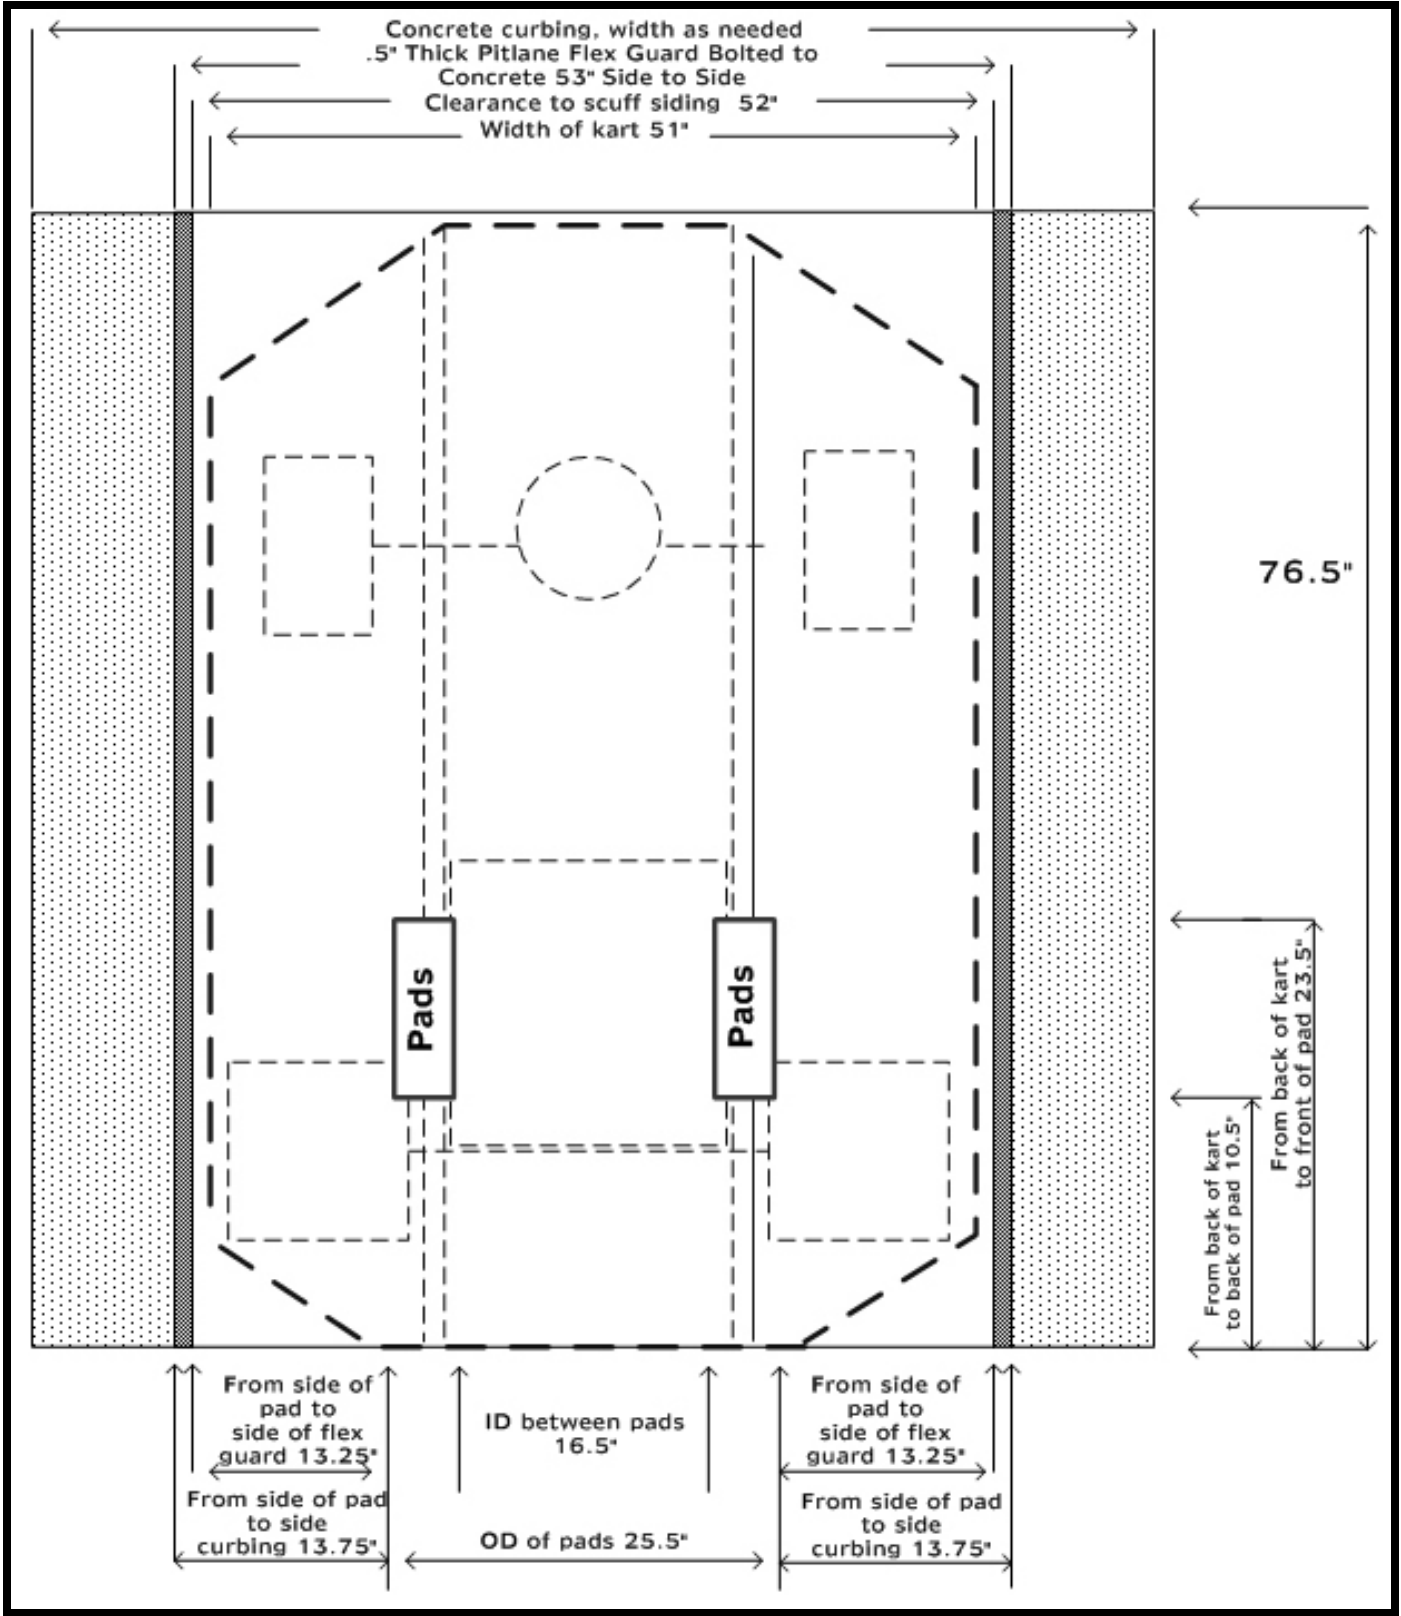 Concrete curbing, width as needed
.5" Thick Pitlane Flex Guard Bolted to
Concrete 53" Side to Side
Clearance to scuff siding 52"
Width of kart 51"
76.5"
Pads
Pads
From back of kart
to front of pad 23.5"
From back of kart
to back of pad 10.5"
From side of
pad to
side of flex
guard 13.25"
From side of pad
to side
curbing 13.75"
ID between pads
16.5"
OD of pads 25.5"
From side of
pad to
side of flex
guard 13.25"
From side of pad
to side
curbing 13.75"